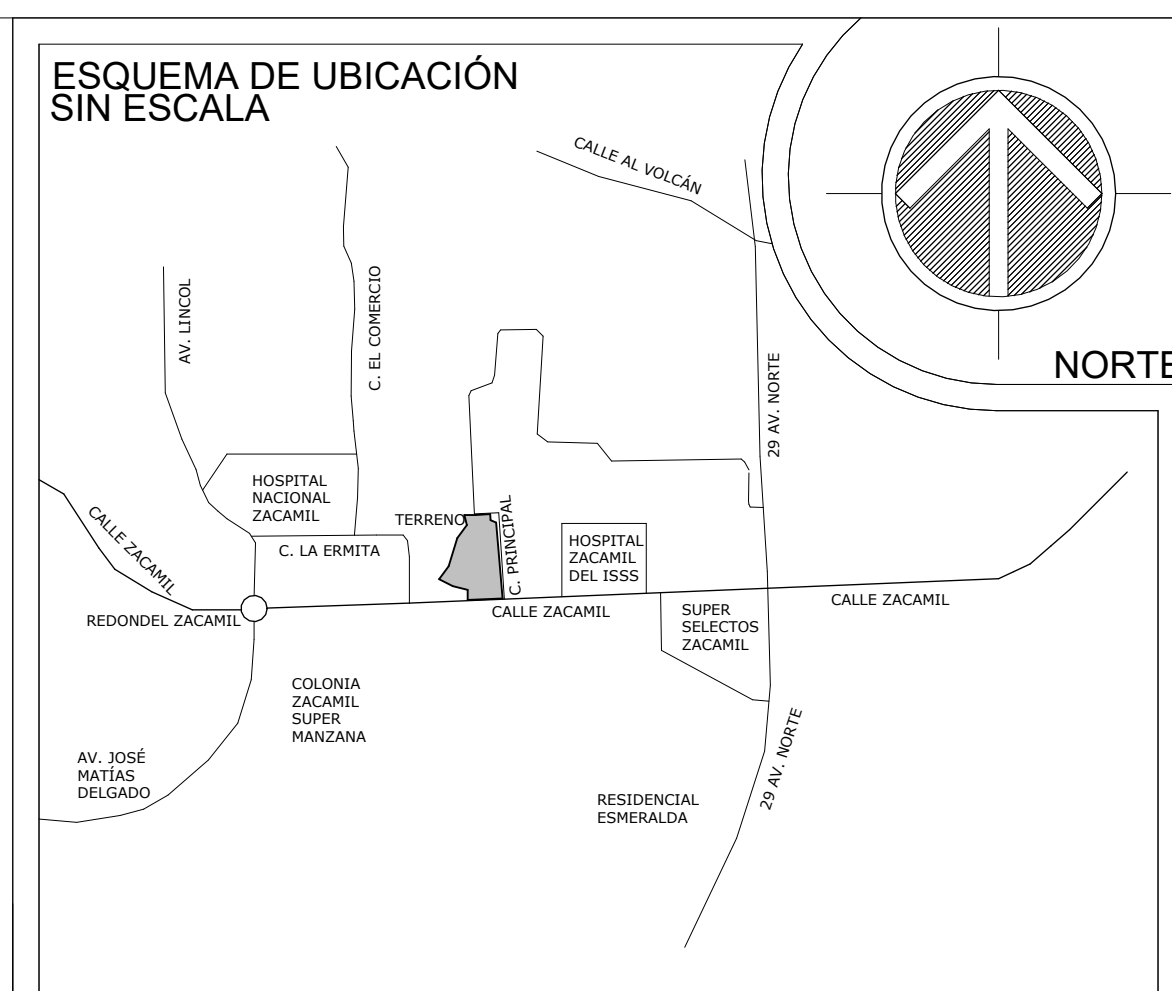 ESQUEMA DE UBICACIÓN
SIN ESCALA
CALLE AL VOLCÁN
AV. LINCOL
C. EL COMERCIO
29 AV. NORTE
NORTE
HOSPITAL
NACIONAL
ZACAMIL
CALLE ZACAMIL
TERRENO
C. PRINCIPAL
C. LA ERMITA
HOSPITAL
ZACAMIL
DEL ISSS
REDONDEL ZACAMIL
CALLE ZACAMIL
SUPER
SELECTOS
ZACAMIL
CALLE ZACAMIL
COLONIA
ZACAMIL
SUPER
MANZANA
AV. JOSÉ
MATÍAS
DELGADO
RESIDENCIAL
ESMERALDA
29 AV. NORTE